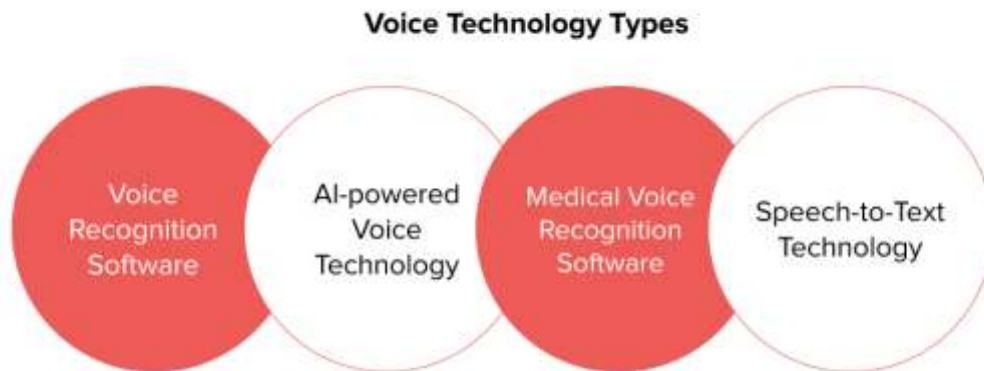 Voice Technology Types
Voice
Recognition
Software
AI-powered
Voice
Technology
Medical Voice
Recognition
Software
Speech-to-Text
Technology